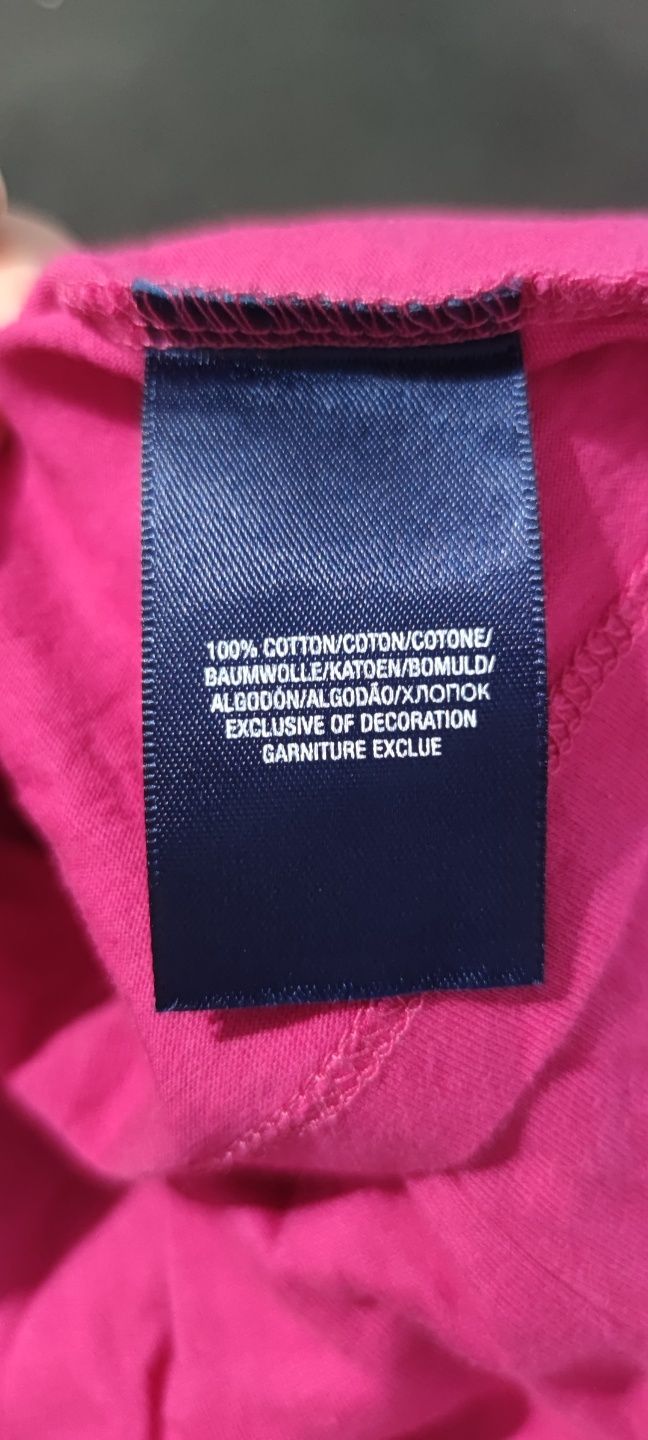 100% COTTON/COTON/COTONE/
BAUMWOLLE/KATOEN/BOMULD/
ALGODÓN/ALGODÃO/ХЛОПОК
EXCLUSIVE OF DECORATION
GARNITURE EXCLUE